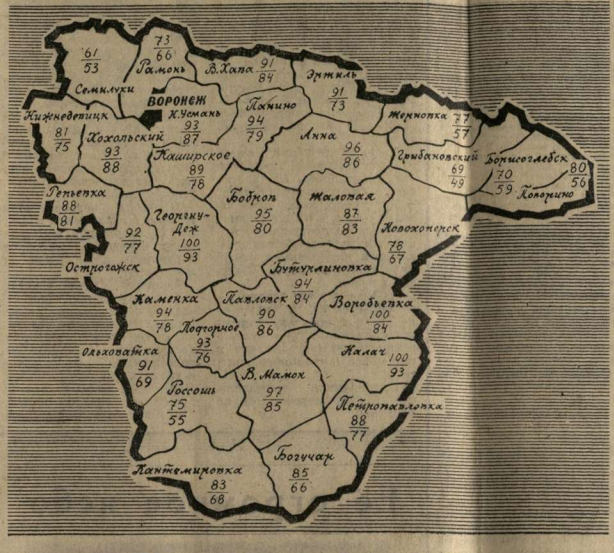 61
53
Семилуки
73
66
Рамонь
В.Хава 91
84
Эртиль
91
73
ВОРОНЕЖ
Н.Усмань
93
87
Панино
94
79
Терновка 77
57
Нижнедевицк
81
75
Хохольский
93
88
Каширское
89
78
Анна
96
86
Грибановский
69
49
Борисоглебск
70
59
80
56
Поворино
Репьевка
88
81
92
77
Острогожск
Георгиу-
Деж
100
93
Бобров
95
80
Жаловая
87
83
Новохоперск
78
67
Бутурлиновка
94
84
Каменка
94
78
Павловск
90
86
Воробьевка
100
84
Подгорное
93
76
Ольховатка
91
69
Калач
100
93
Россошь
75
55
В.Мамон
97
85
Петропавловка
88
77
Кантемировка
83
68
Богучар
85
66